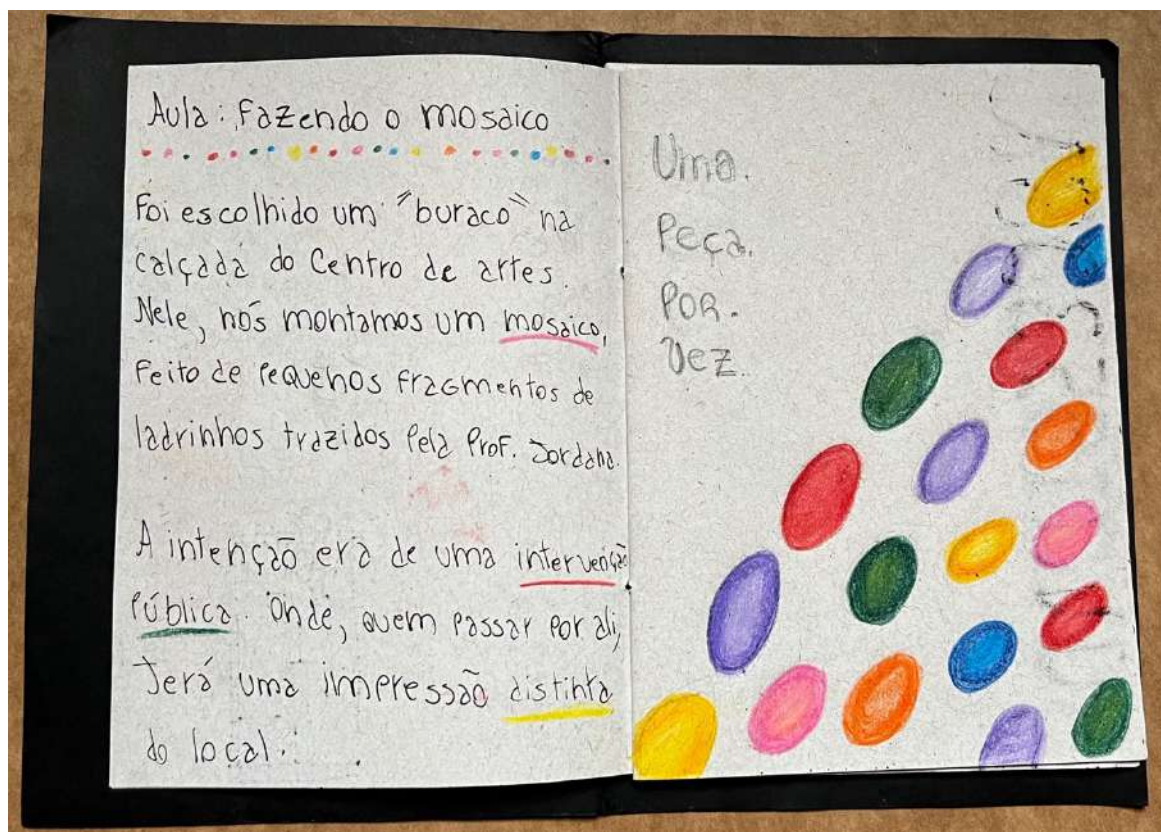 Aula: Fazendo o mosaico
Foi escolhido um "buraco" na
calçada do Centro de artes.
Nele, nós montamos um mosaico,
Feito de pequenos fragmentos de
ladrinhos trazidos pela Prof. Jordana.
A intenção era de uma intervenção
pública. Onde, quem passar por ali,
Terá uma impressão distinta
do local.
Uma.
Peça.
POR.
Vez.